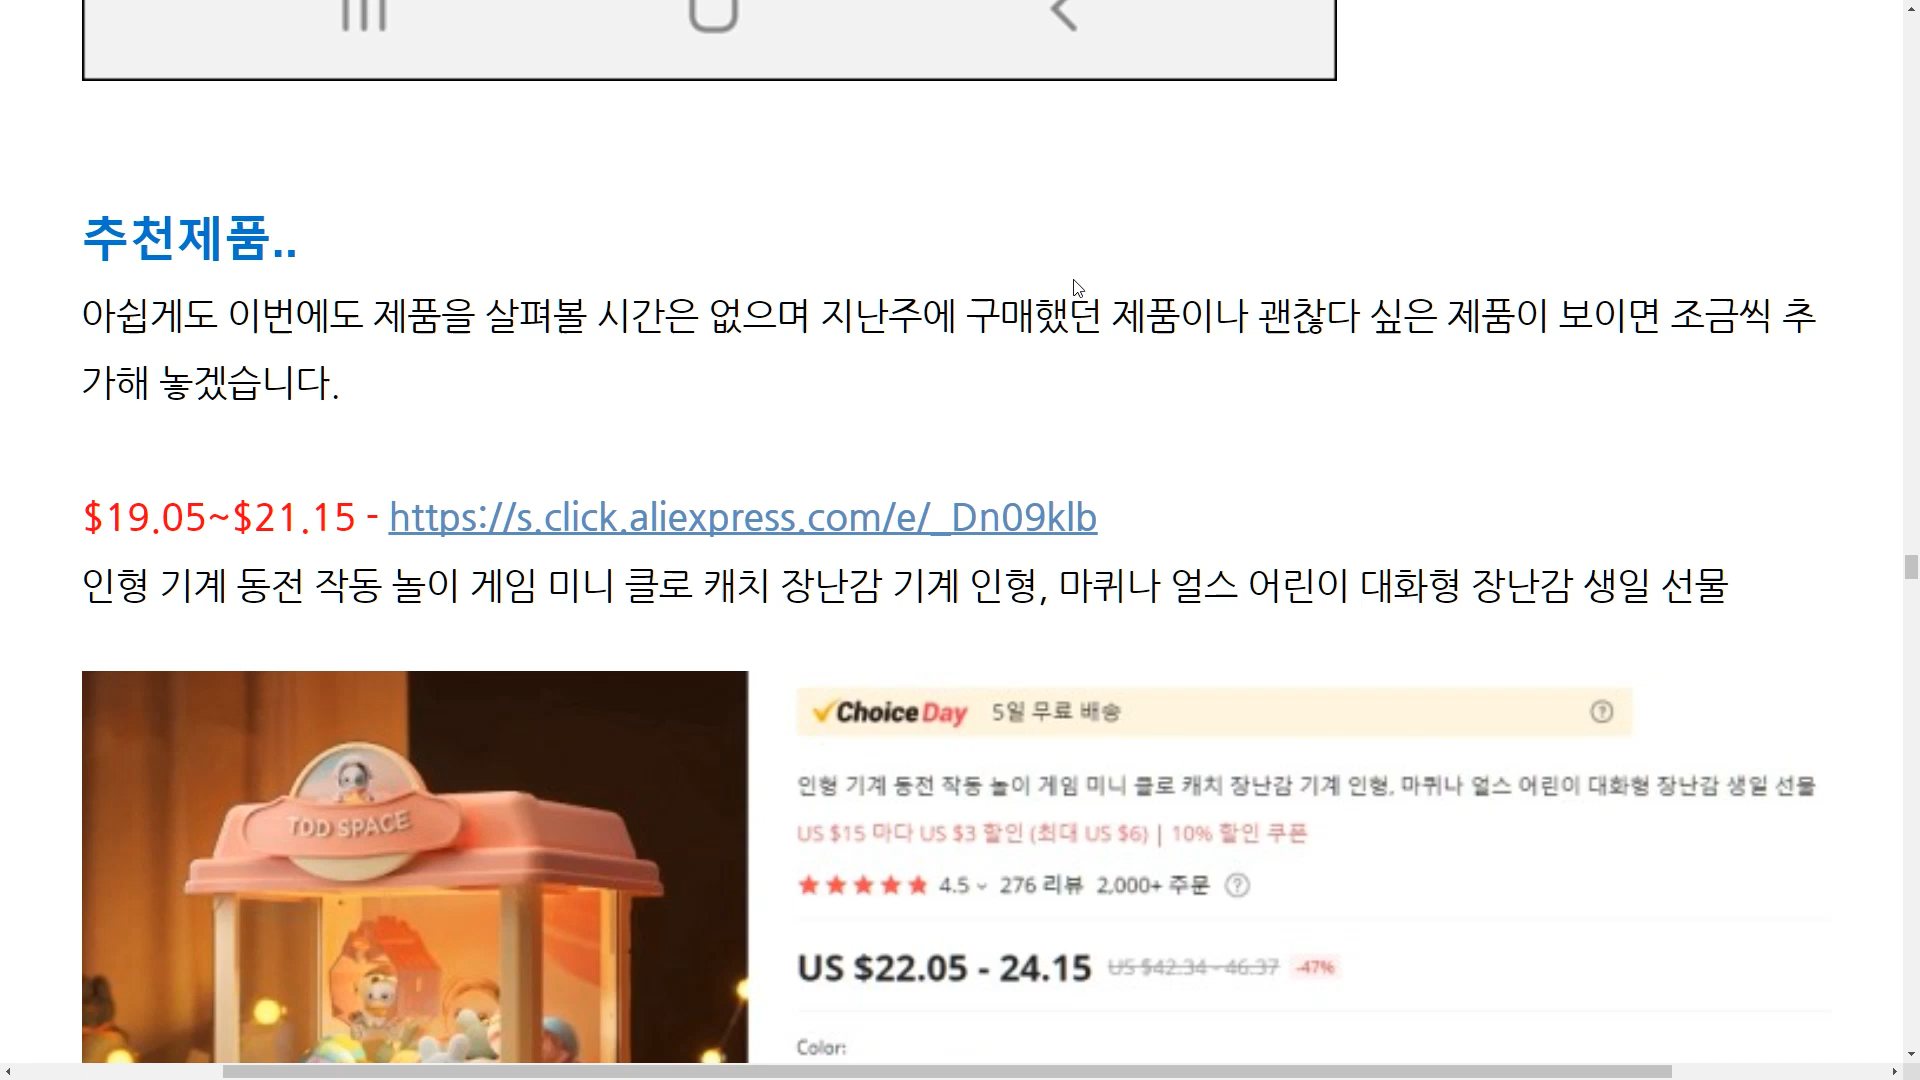 추천제품..
아쉽게도 이번에도 제품을 살펴볼 시간은 없으며 지난주에 구매했던 제품이나 괜찮다 싶은 제품이 보이면 조금씩 추
가해 놓겠습니다.
$19.05~$21.15 - https://s.click.aliexpress.com/e/_Dn09klb
인형 기계 동전 작동 놀이 게임 미니 클로 캐치 장난감 기계 인형, 마퀴나 얼스 어린이 대화형 장난감 생일 선물
TOD SPACE
Choice Day 5일 무료 배송
인형 기계 동전 작동 놀이 게임 미니 클로 캐치 장난감 기계 인형, 마퀴나 얼스 어린이 대화형 장난감 생일 선물
US $15 마다 US $3 할인 (최대 US $6) | 10% 할인 쿠폰
4.5 276 리뷰 2,000+ 주문
US $22.05 - 24.15 US $42.34 - 46.37 -47%
Color: